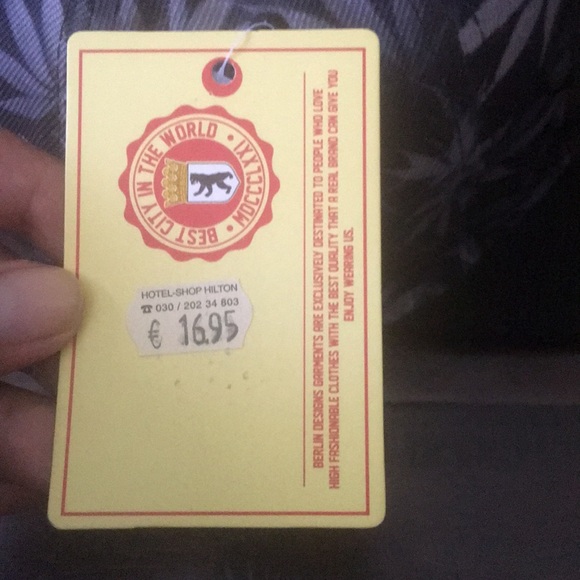 BEST CITY IN THE WORLD • MDCCCLXXI •
HOTEL-SHOP HILTON
☎ 030 / 202 34 803
€ 16.95
BERLIN DESIGNS GARMENTS ARE EXCLUSIVELY DESTINATED TO PEOPLE WHO LOVE
HIGH FASHIONABLE CLOTHES WITH THE BEST QUALITY THAT A REAL BRAND CAN GIVE YOU
ENJOY WEARING US.